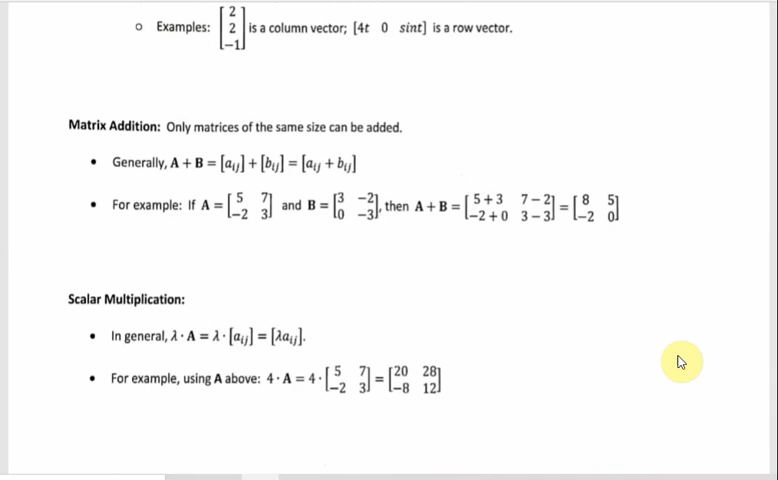 o Examples: [2; 2; −1] is a column vector; [4t 0 sint] is a row vector.
Matrix Addition: Only matrices of the same size can be added.
• Generally, A + B = [aᵢⱼ] + [bᵢⱼ] = [aᵢⱼ + bᵢⱼ]
• For example: If A = [5 7; −2 3] and B = [3 −2; 0 −3], then A + B = [5 + 3 7 − 2; −2 + 0 3 − 3] = [8 5; −2 0]
Scalar Multiplication:
• In general, λ · A = λ · [aᵢⱼ] = [λaᵢⱼ].
• For example, using A above: 4 · A = 4 · [5 7; −2 3] = [20 28; −8 12]